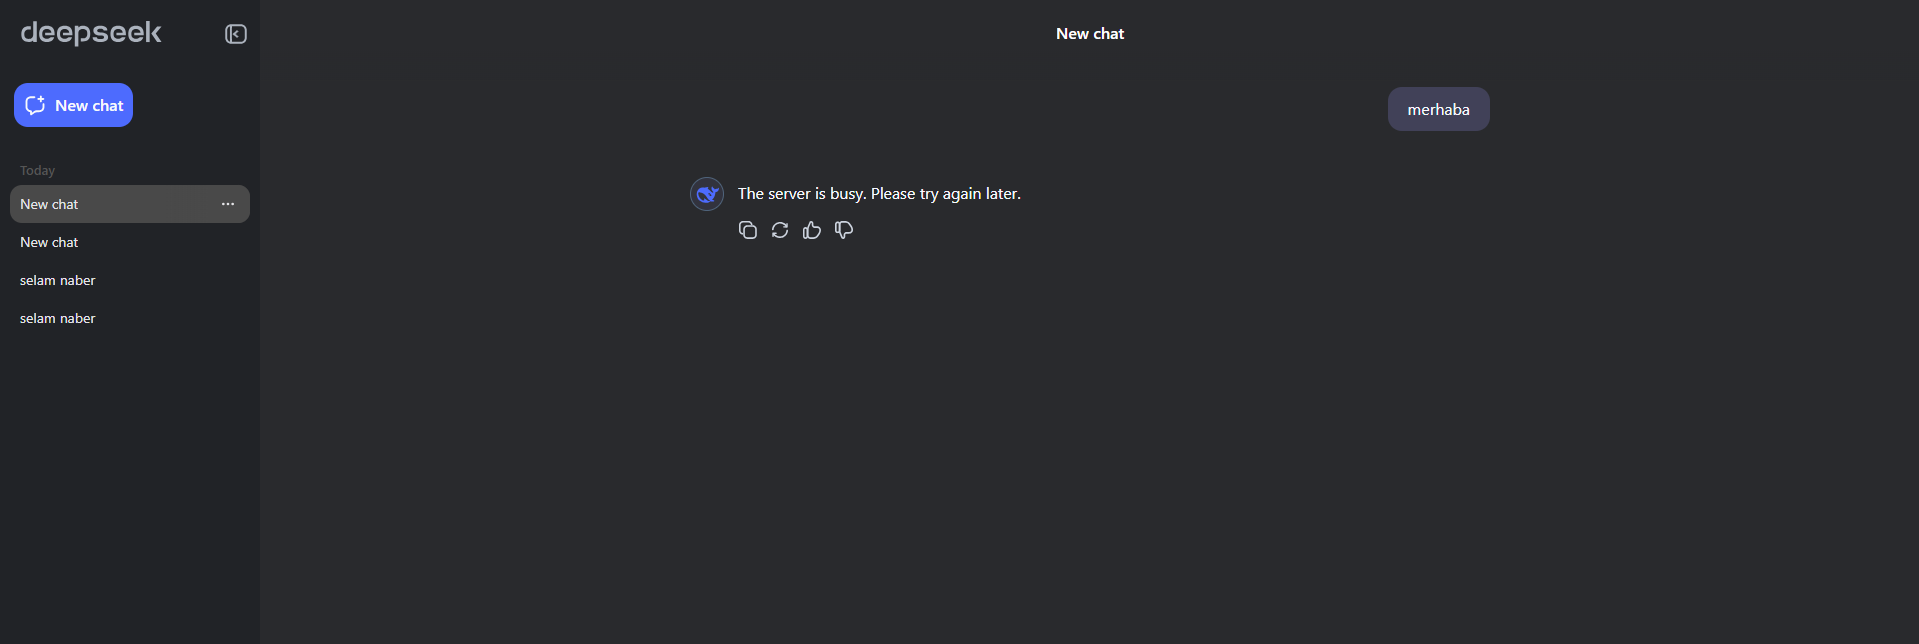 deepseek
New chat
Today
New chat
New chat
selam naber
selam naber
New chat
merhaba
The server is busy. Please try again later.